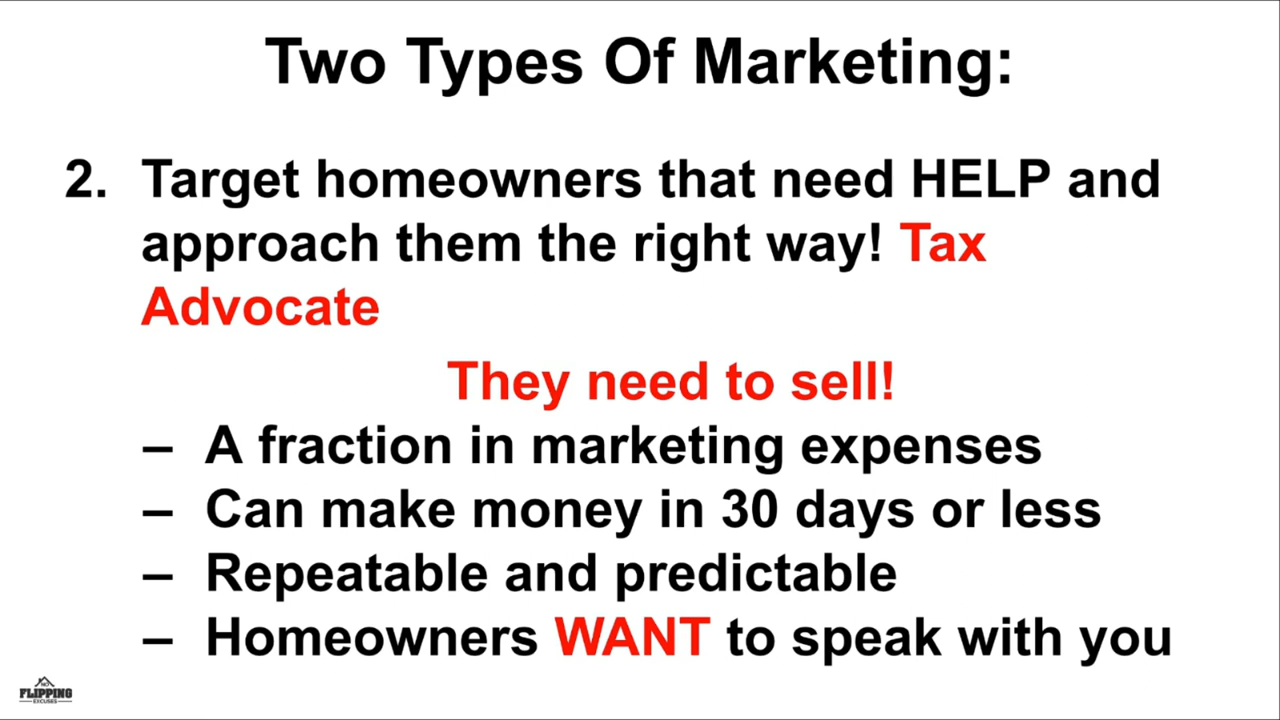 Two Types Of Marketing:
2. Target homeowners that need HELP and
approach them the right way! Tax
Advocate
They need to sell!
– A fraction in marketing expenses
– Can make money in 30 days or less
– Repeatable and predictable
– Homeowners WANT to speak with you
NO
FLIPPING
EXCUSES